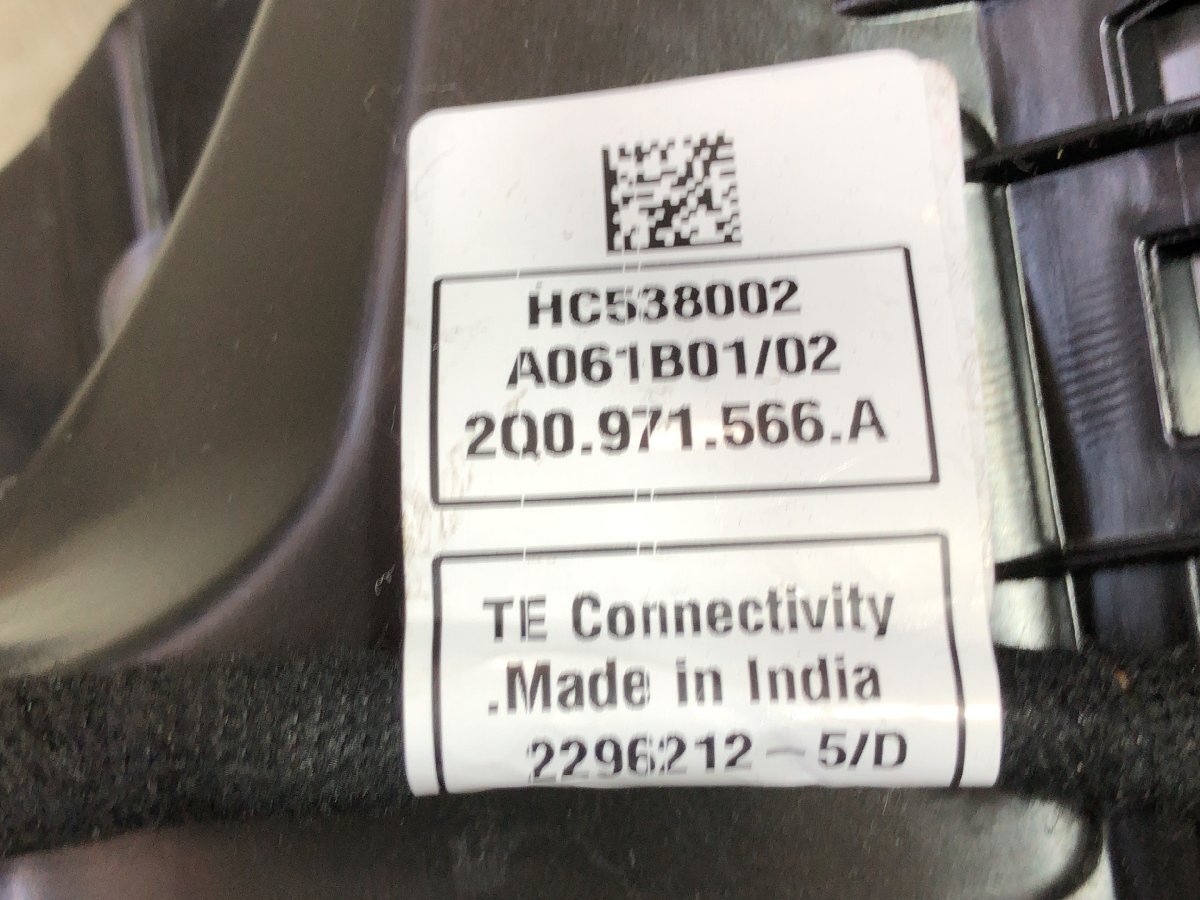 HC538002
A061B01/02
2Q0.971.566.A
TE Connectivity
.Made in India
2296212-5/D